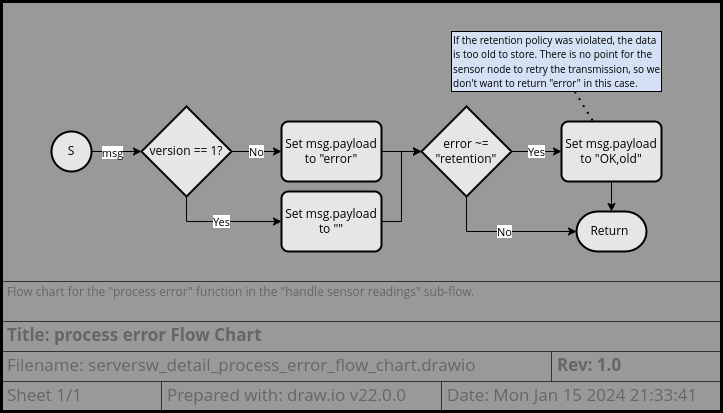 If the retention policy was violated, the data
is too old to store. There is no point for the
sensor node to retry the transmission, so we
don't want to return "error" in this case.
S
msg
version == 1?
No
Set msg.payload
to "error"
error ~=
"retention"
Yes
Set msg.payload
to "OK,old"
Yes
Set msg.payload
to ""
No
Return
Flow chart for the "process error" function in the "handle sensor readings" sub-flow.
Title: process error Flow Chart
Filename: serversw_detail_process_error_flow_chart.drawio
Rev: 1.0
Sheet 1/1
Prepared with: draw.io v22.0.0
Date: Mon Jan 15 2024 21:33:41